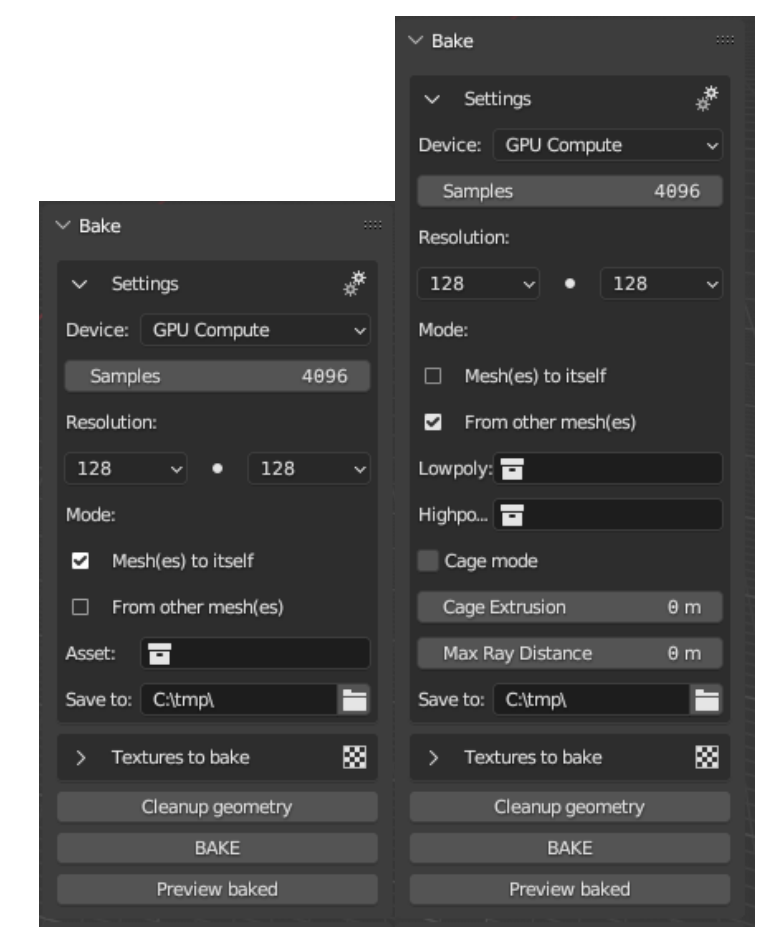 Bake
Settings
Device: GPU Compute
Samples 4096
Resolution:
128 128
Mode:
Mesh(es) to itself
From other mesh(es)
Asset:
Save to: C:\tmp\
Textures to bake
Cleanup geometry
BAKE
Preview baked
Bake
Settings
Device: GPU Compute
Samples 4096
Resolution:
128 128
Mode:
Mesh(es) to itself
From other mesh(es)
Lowpoly:
Highpo...
Cage mode
Cage Extrusion 0 m
Max Ray Distance 0 m
Save to: C:\tmp\
Textures to bake
Cleanup geometry
BAKE
Preview baked